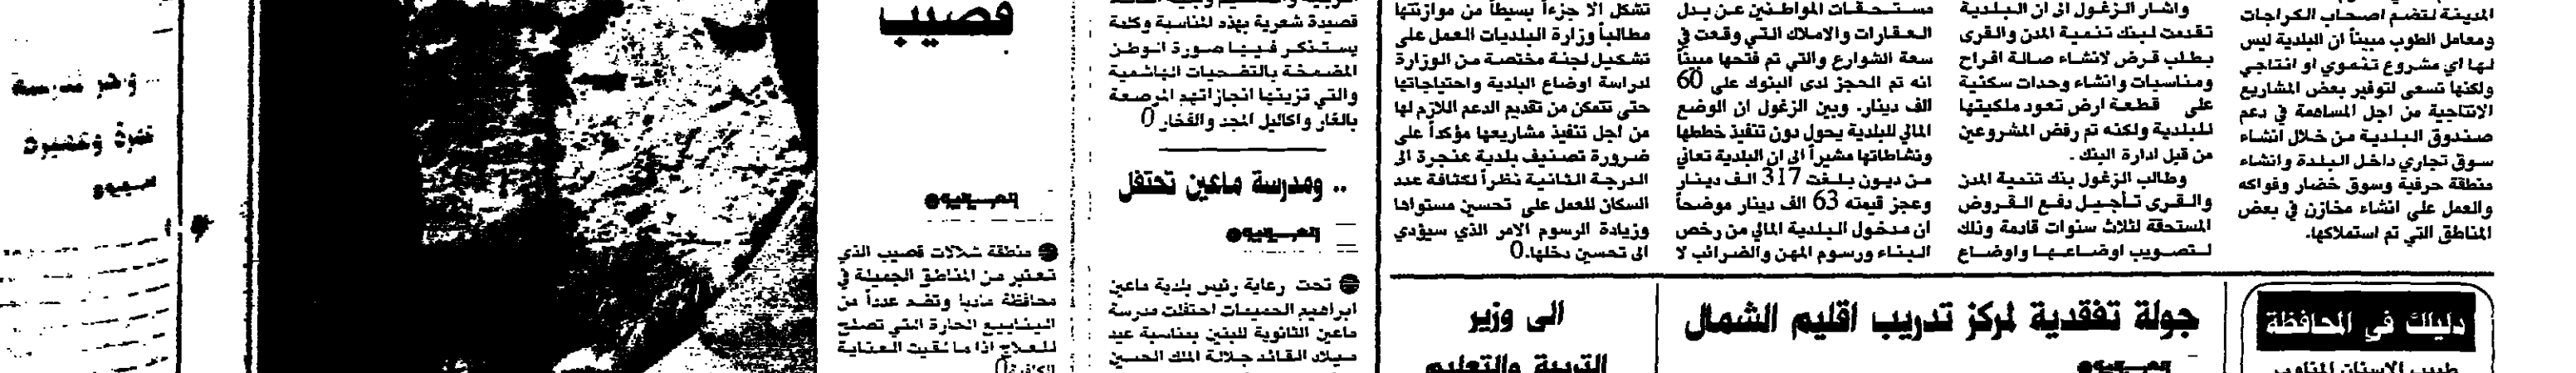 المدينة لتضم اصحاب الكراجات
ومعامل الطوب مبيناً ان البلدية ليس
لها اي مشروع تنموي او انتاجي
ولكنها تسعى لتوفير بعض المشاريع
الانتاجية من اجل المساهمة في دعم
صندوق البلدية من خلال انشاء
سوق تجاري داخل البلدة وانشاء
منطقة حرفية وسوق خضار وفواكه
والعمل على انشاء مخازن في بعض
المناطق التي تم استملاكها.
واشار الزغول الى ان البلدية
تقدمت لبنك تنمية المدن والقرى
بطلب قرض لانشاء صالة افراح
ومناسبات وانشاء وحدات سكنية
على قطعة ارض تعود ملكيتها
للبلدية ولكنه تم رفض المشروعين
من قبل ادارة البنك.
وطالب الزغول بنك تنمية المدن
والقرى تأجيل دفع القروض
المستحقة لثلاث سنوات قادمة وذلك
لتصويب اوضاعها واوضاع
مستحقات المواطنين عن بدل
العقارات والاملاك التي وقعت في
سعة الشوارع والتي تم فتحها مبيناً
انه تم الحجز لدى البنوك على 60
الف دينار. وبين الزغول ان الوضع
المالي للبلدية يحول دون تنفيذ خططها
ونشاطاتها مشيراً الى ان البلدية تعاني
من ديون بلغت 317 الف دينار
وعجز قيمته 63 الف دينار موضحاً
ان مدخول البلدية المالي من رخص
البناء ورسوم المهن والضرائب لا
تشكل الا جزءاً بسيطاً من موازنتها
مطالباً وزارة البلديات العمل على
تشكيل لجنة مختصة من الوزارة
لدراسة اوضاع البلدية واحتياجاتها
حتى تتمكن من تقديم الدعم اللازم لها
من اجل تنفيذ مشاريعها مؤكداً على
ضرورة تصنيف بلدية عنجرة الى
الدرجة الثانية نظراً لكثافة عدد
السكان للعمل على تحسين مستواها
وزيادة الرسوم الامر الذي سيؤدي
الى تحسين دخلها.0
دليلك في المحافظة
طبيب الاسنان المناوب
جولة تفقدية لمركز تدريب اقليم الشمال
الى وزير
التربية والتعليم
قصيدة شعرية بهذه المناسبة وكلمة
يستذكر فيها صورة الوطن
المضمخة بالتضحيات الهاشمية
والتي تزينها انجازاتهم المرصعة
بالغار واكاليل المجد والفخار 0
.. ومدرسة ماعين تحتفل
تحت رعاية رئيس بلدية ماعين
ابراهيم الحميمات احتفلت مدرسة
ماعين الثانوية للبنين بمناسبة عيد
ميلاد القائد جلالة الملك الحسين
قصيب
منطقة شلالات قصيب الذي
تعتبر من المناطق الجميلة في
محافظة مادبا وتضم عدداً من
الينابيع الحارة التي تصلح
للعلاج اذا ما لقيت العناية